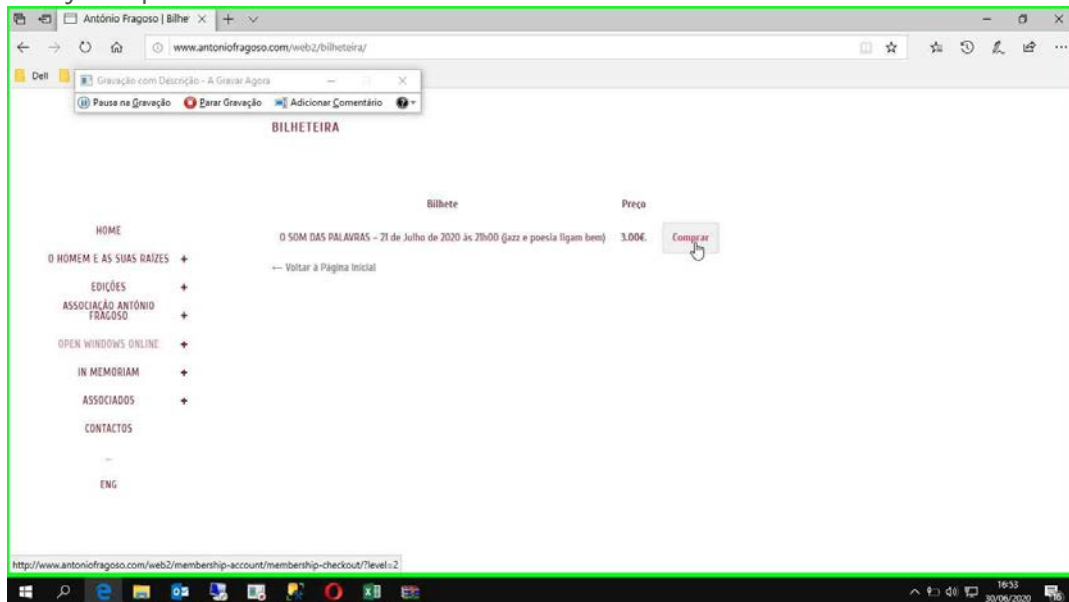 António Fragoso | Bilhe
www.antoniofragoso.com/web2/bilheteira/
Dell
Gravação com Descrição - A Gravar Agora
Pausa na Gravação Parar Gravação Adicionar Comentário
BILHETEIRA
Bilhete Preço
O SOM DAS PALAVRAS – 21 de Julho de 2020 às 21h00 (jazz e poesia ligam bem) 3.00€. Comprar
← Voltar à Página Inicial
HOME
O HOMEM E AS SUAS RAÍZES +
EDIÇÕES +
ASSOCIAÇÃO ANTÓNIO
FRAGOSO +
OPEN WINDOWS ONLINE +
IN MEMORIAM +
ASSOCIADOS +
CONTACTOS
–
ENG
http://www.antoniofragoso.com/web2/membership-account/membership-checkout/?level=2
16:53
30/06/2020